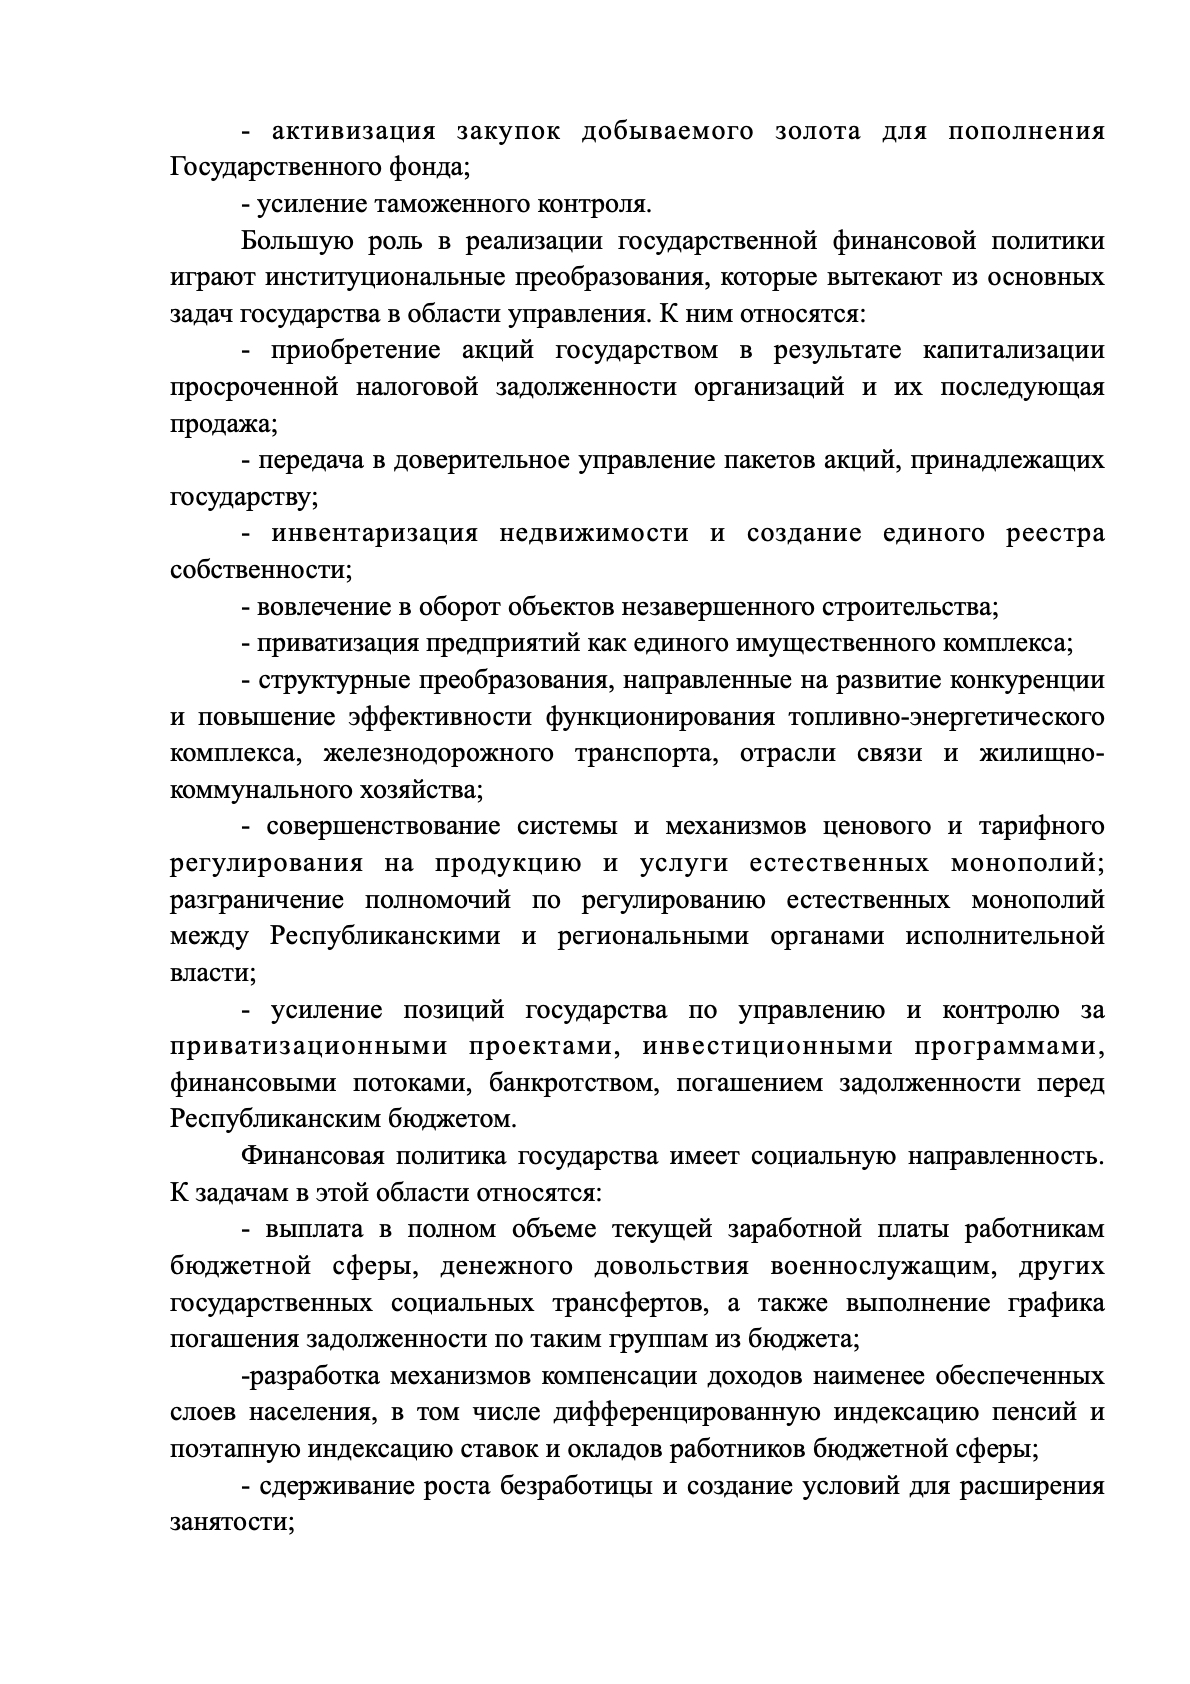 - активизация закупок добываемого золота для пополнения
Государственного фонда;
- усиление таможенного контроля.
Большую роль в реализации государственной финансовой политики
играют институциональные преобразования, которые вытекают из основных
задач государства в области управления. К ним относятся:
- приобретение акций государством в результате капитализации
просроченной налоговой задолженности организаций и их последующая
продажа;
- передача в доверительное управление пакетов акций, принадлежащих
государству;
- инвентаризация недвижимости и создание единого реестра
собственности;
- вовлечение в оборот объектов незавершенного строительства;
- приватизация предприятий как единого имущественного комплекса;
- структурные преобразования, направленные на развитие конкуренции
и повышение эффективности функционирования топливно-энергетического
комплекса, железнодорожного транспорта, отрасли связи и жилищно-
коммунального хозяйства;
- совершенствование системы и механизмов ценового и тарифного
регулирования на продукцию и услуги естественных монополий;
разграничение полномочий по регулированию естественных монополий
между Республиканскими и региональными органами исполнительной
власти;
- усиление позиций государства по управлению и контролю за
приватизационными проектами, инвестиционными программами,
финансовыми потоками, банкротством, погашением задолженности перед
Республиканским бюджетом.
Финансовая политика государства имеет социальную направленность.
К задачам в этой области относятся:
- выплата в полном объеме текущей заработной платы работникам
бюджетной сферы, денежного довольствия военнослужащим, других
государственных социальных трансфертов, а также выполнение графика
погашения задолженности по таким группам из бюджета;
-разработка механизмов компенсации доходов наименее обеспеченных
слоев населения, в том числе дифференцированную индексацию пенсий и
поэтапную индексацию ставок и окладов работников бюджетной сферы;
- сдерживание роста безработицы и создание условий для расширения
занятости;